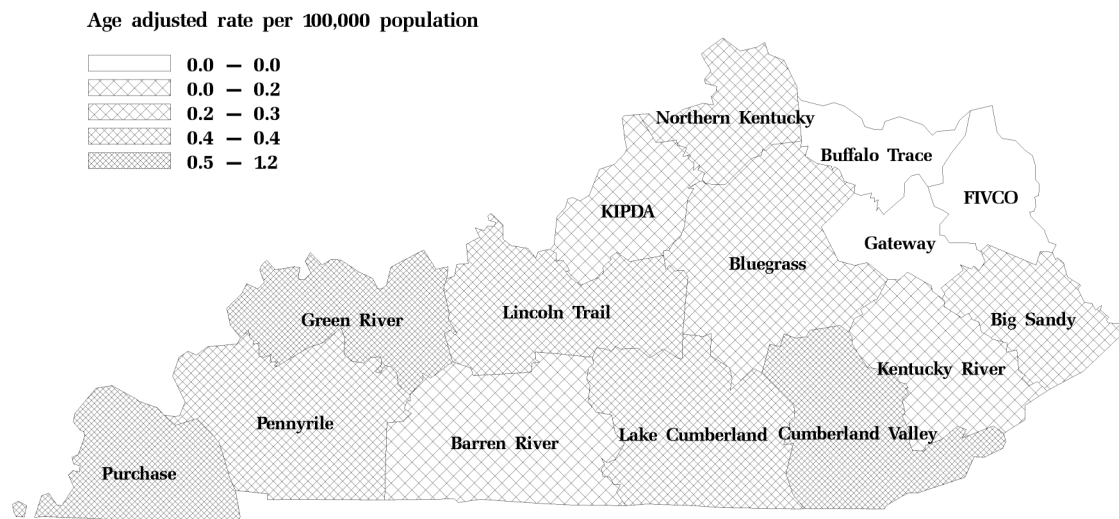 Age adjusted rate per 100,000 population
0.0 – 0.0
0.0 – 0.2
0.2 – 0.3
0.4 – 0.4
0.5 – 1.2
Northern Kentucky
Buffalo Trace
FIVCO
KIPDA
Gateway
Bluegrass
Lincoln Trail
Green River
Big Sandy
Kentucky River
Pennyrile
Barren River
Lake Cumberland
Cumberland Valley
Purchase